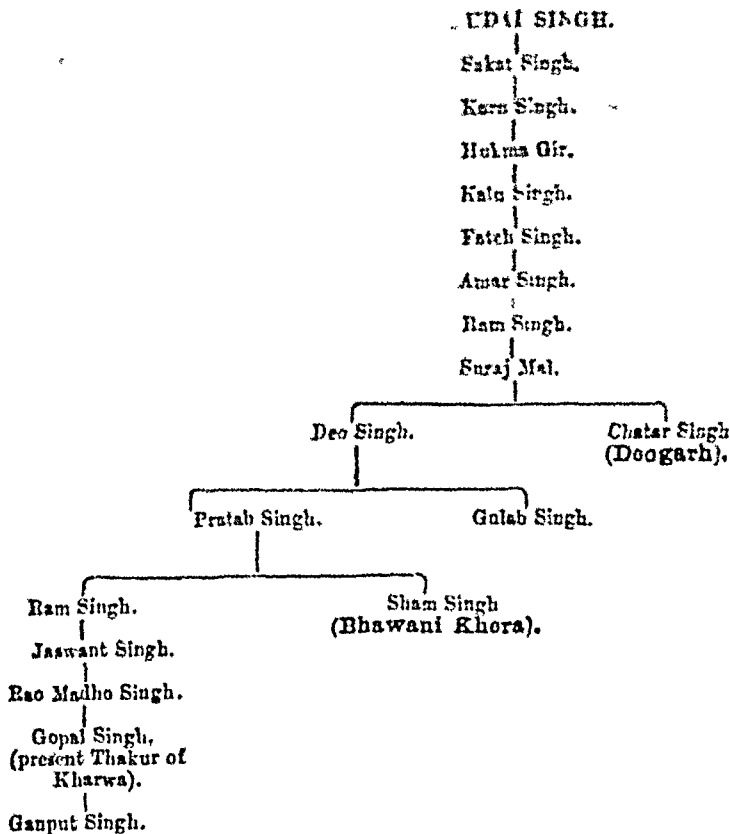 UDAI SINGH.
Sakat Singh.
Karn Singh.
Hukma Gir.
Kalu Singh.
Fateh Singh.
Amar Singh.
Ram Singh.
Suraj Mal.
Deo Singh. Chatar Singh
(Deogarh).
Pratab Singh. Gulab Singh.
Ram Singh. Sham Singh
(Bhawani Khera).
Jaswant Singh.
Rao Madho Singh.
Gopal Singh,
(present Thakur of
Kharwa).
Ganput Singh.